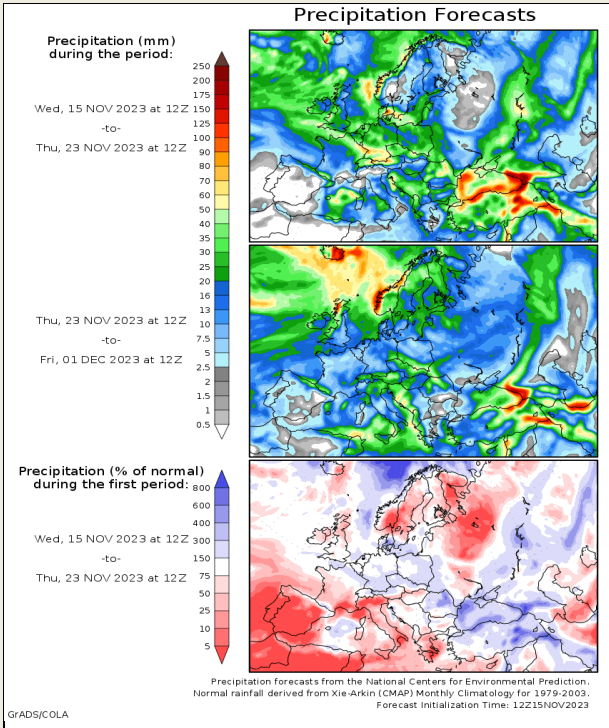 Precipitation Forecasts
Precipitation (mm)
during the period:
Wed, 15 NOV 2023 at 12Z
-to-
Thu, 23 NOV 2023 at 12Z
250
200
175
150
125
100
90
80
70
60
50
40
35
30
25
20
16
13
10
7.5
5
2.5
2
1.5
1
0.5
Thu, 23 NOV 2023 at 12Z
-to-
Fri, 01 DEC 2023 at 12Z
Precipitation (% of normal)
during the first period:
Wed, 15 NOV 2023 at 12Z
-to-
Thu, 23 NOV 2023 at 12Z
800
600
400
300
150
75
50
25
10
5
Precipitation forecasts from the National Centers for Environmental Prediction.
Normal rainfall derived from Xie-Arkin (CMAP) Monthly Climatology for 1979-2003.
Forecast Initialization Time: 12Z15NOV2023
GrADS/COLA